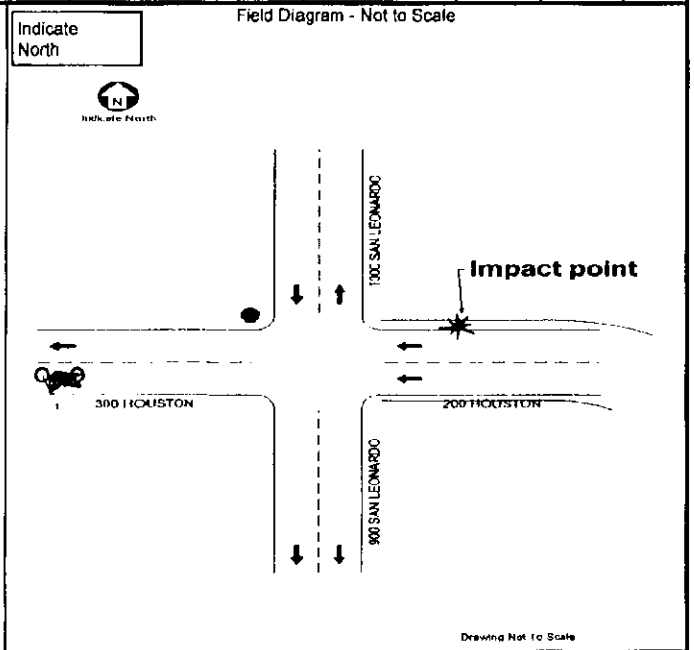 Field Diagram - Not to Scale
Indicate
North
N
Indicate North
1000 SAN LEONARDO
Impact point
1
300 HOUSTON
200 HOUSTON
900 SAN LEONARDO
Drawing Not To Scale